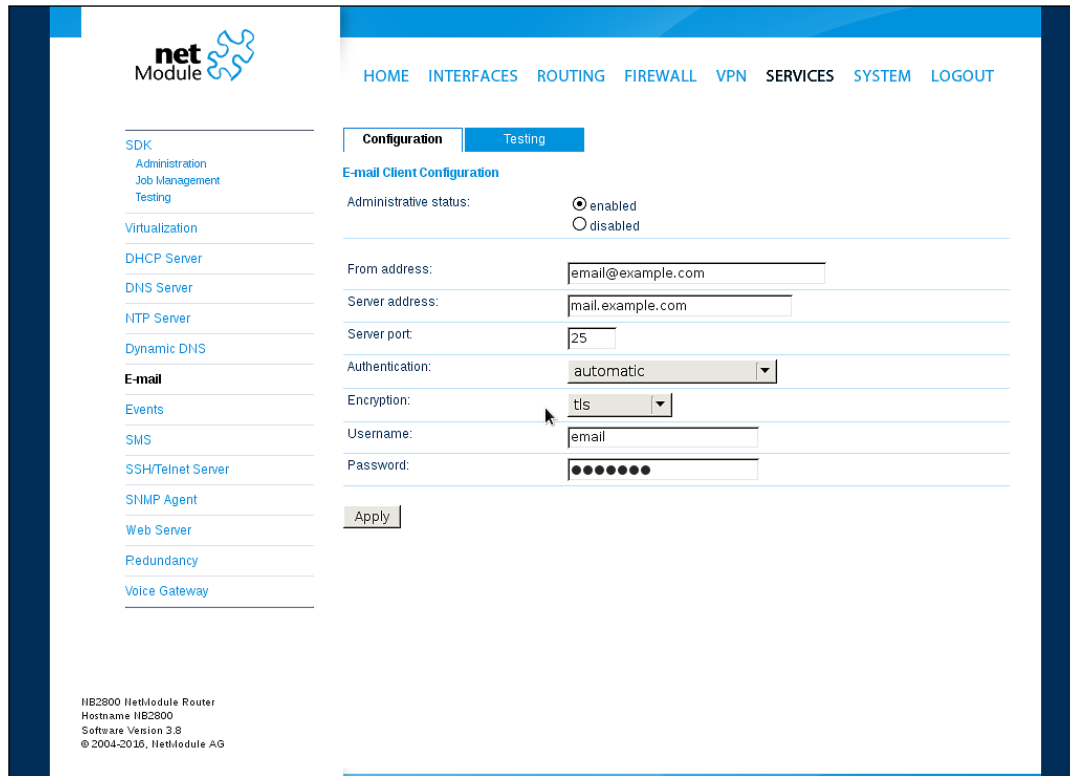 net
Module
HOME INTERFACES ROUTING FIREWALL VPN SERVICES SYSTEM LOGOUT
SDK
Administration
Job Management
Testing
Virtualization
DHCP Server
DNS Server
NTP Server
Dynamic DNS
E-mail
Events
SMS
SSH/Telnet Server
SNMP Agent
Web Server
Redundancy
Voice Gateway
Configuration Testing
E-mail Client Configuration
Administrative status: enabled
disabled
From address: email@example.com
Server address: mail.example.com
Server port: 25
Authentication: automatic
Encryption: tls
Username: email
Password: ●●●●●●●
Apply
NB2800 NetModule Router
Hostname NB2800
Software Version 3.8
© 2004-2016, NetModule AG